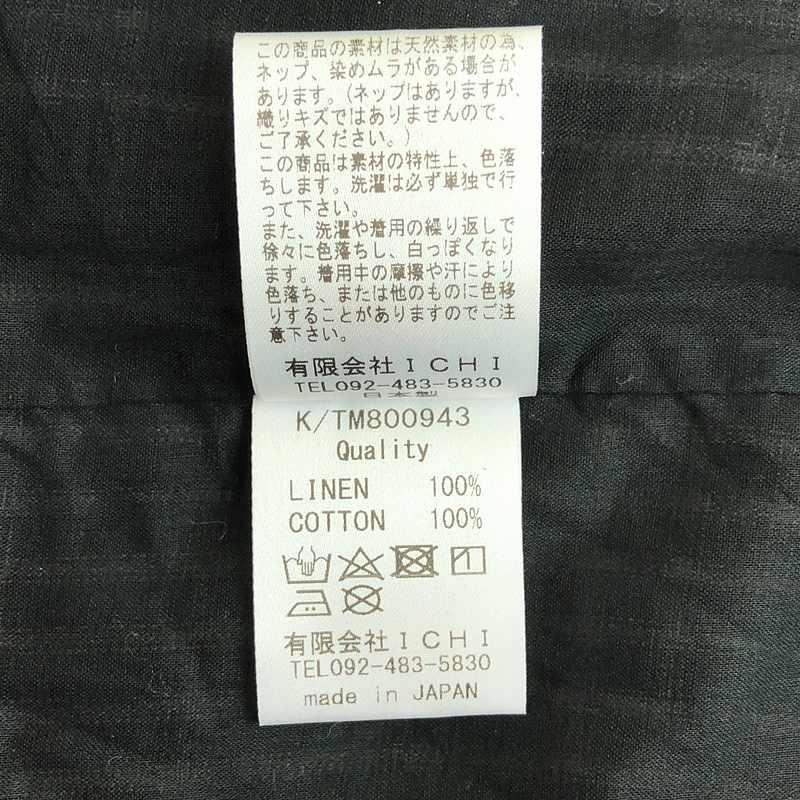 この商品の素材は天然素材の為、
ネップ、染めムラがある場合が
あります。（ネップはありますが、
織りキズではありませんので、
ご了承ください。）
この商品は素材の特性上、色落
ちします。洗濯は必ず単独で行
って下さい。
また、洗濯や着用の繰り返しで
徐々に色落ちし、白っぽくなり
ます。着用中の摩擦や汗により
色落ち、または他のものに色移
りすることがありますのでご注
意下さい。
有限会社ＩＣＨＩ
TEL092-483-5830
日本製
K/TM800943
Quality
LINEN 100%
COTTON 100%
有限会社ＩＣＨＩ
TEL092-483-5830
made in JAPAN